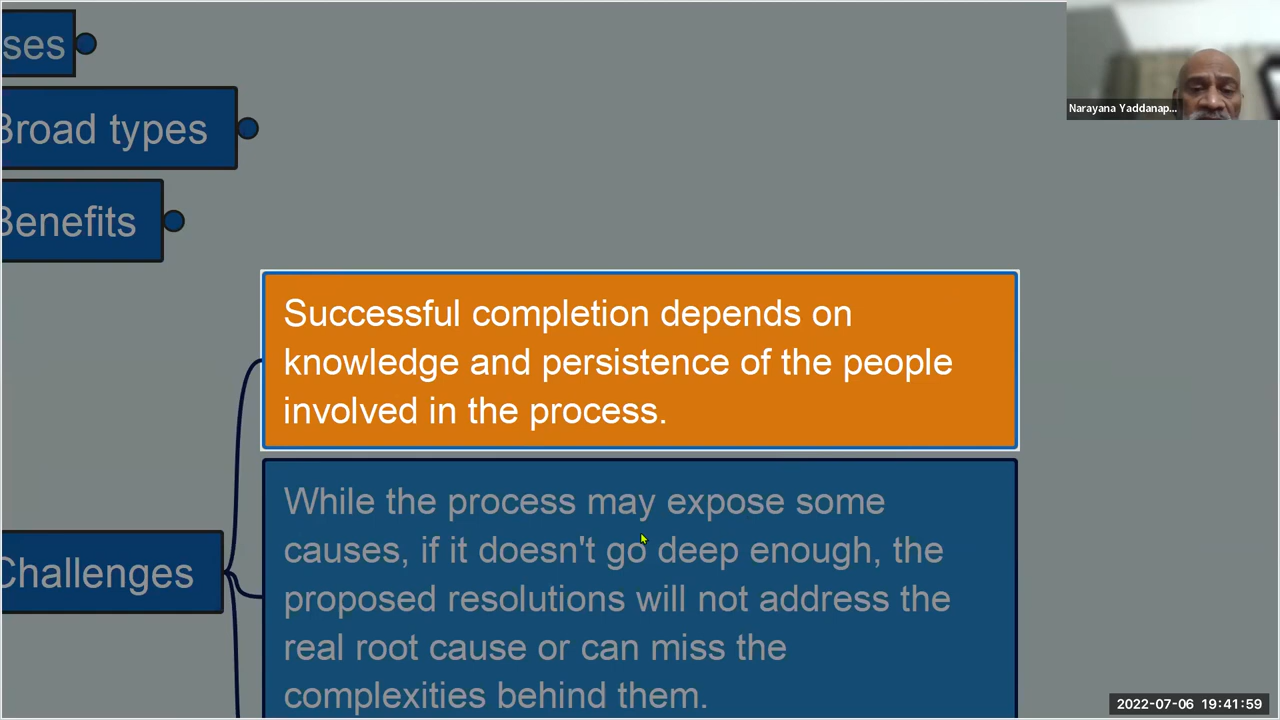 ses
Narayana Yaddanap...
Broad types
Benefits
Successful completion depends on
knowledge and persistence of the people
involved in the process.
While the process may expose some
causes, if it doesn't go deep enough, the
Challenges
proposed resolutions will not address the
real root cause or can miss the
complexities behind them.
2022-07-06 19:41:59